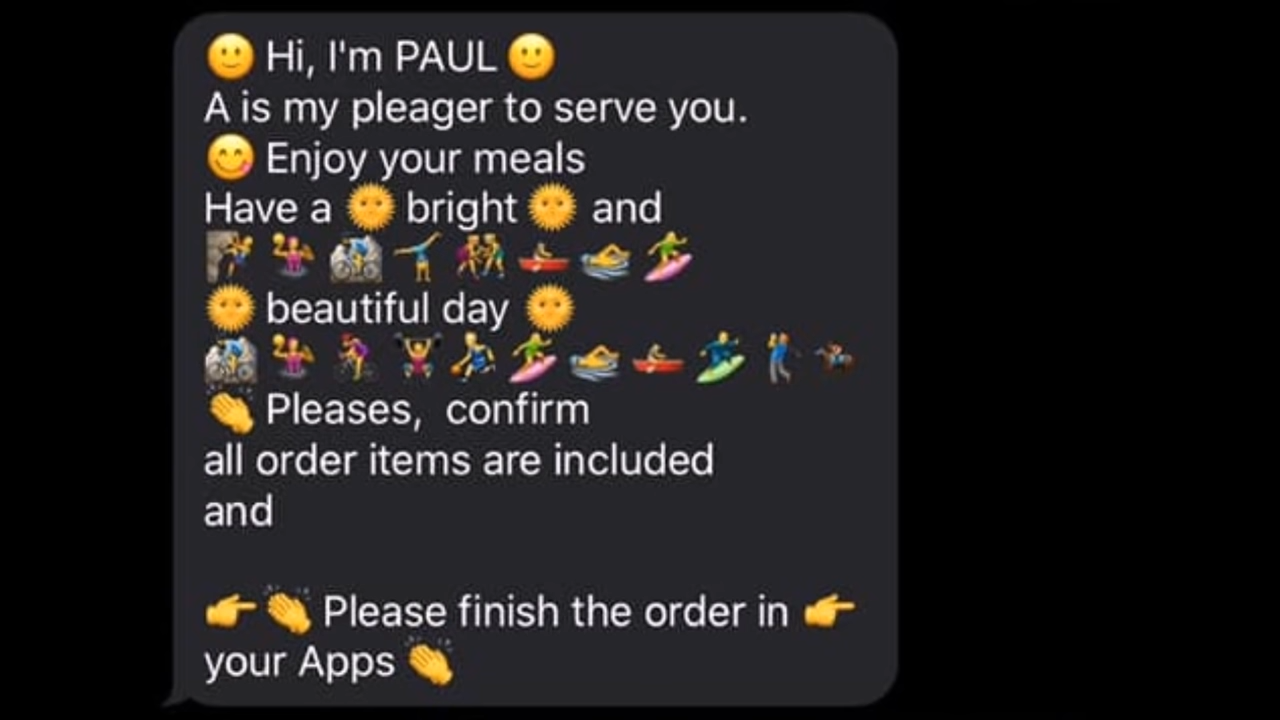 🙂 Hi, I'm PAUL 🙂
A is my pleager to serve you.
😋 Enjoy your meals
Have a 🌞 bright 🌞 and
🧗🤽🚵🤸🤼🚣🏊🏄
🌞 beautiful day 🌞
🚵🤽🚴🏋️⛹️🏄🏊🚣🏄🏌️🏇
👏 Pleases,  confirm
all order items are included
and
👉👏 Please finish the order in 👉
your Apps 👏